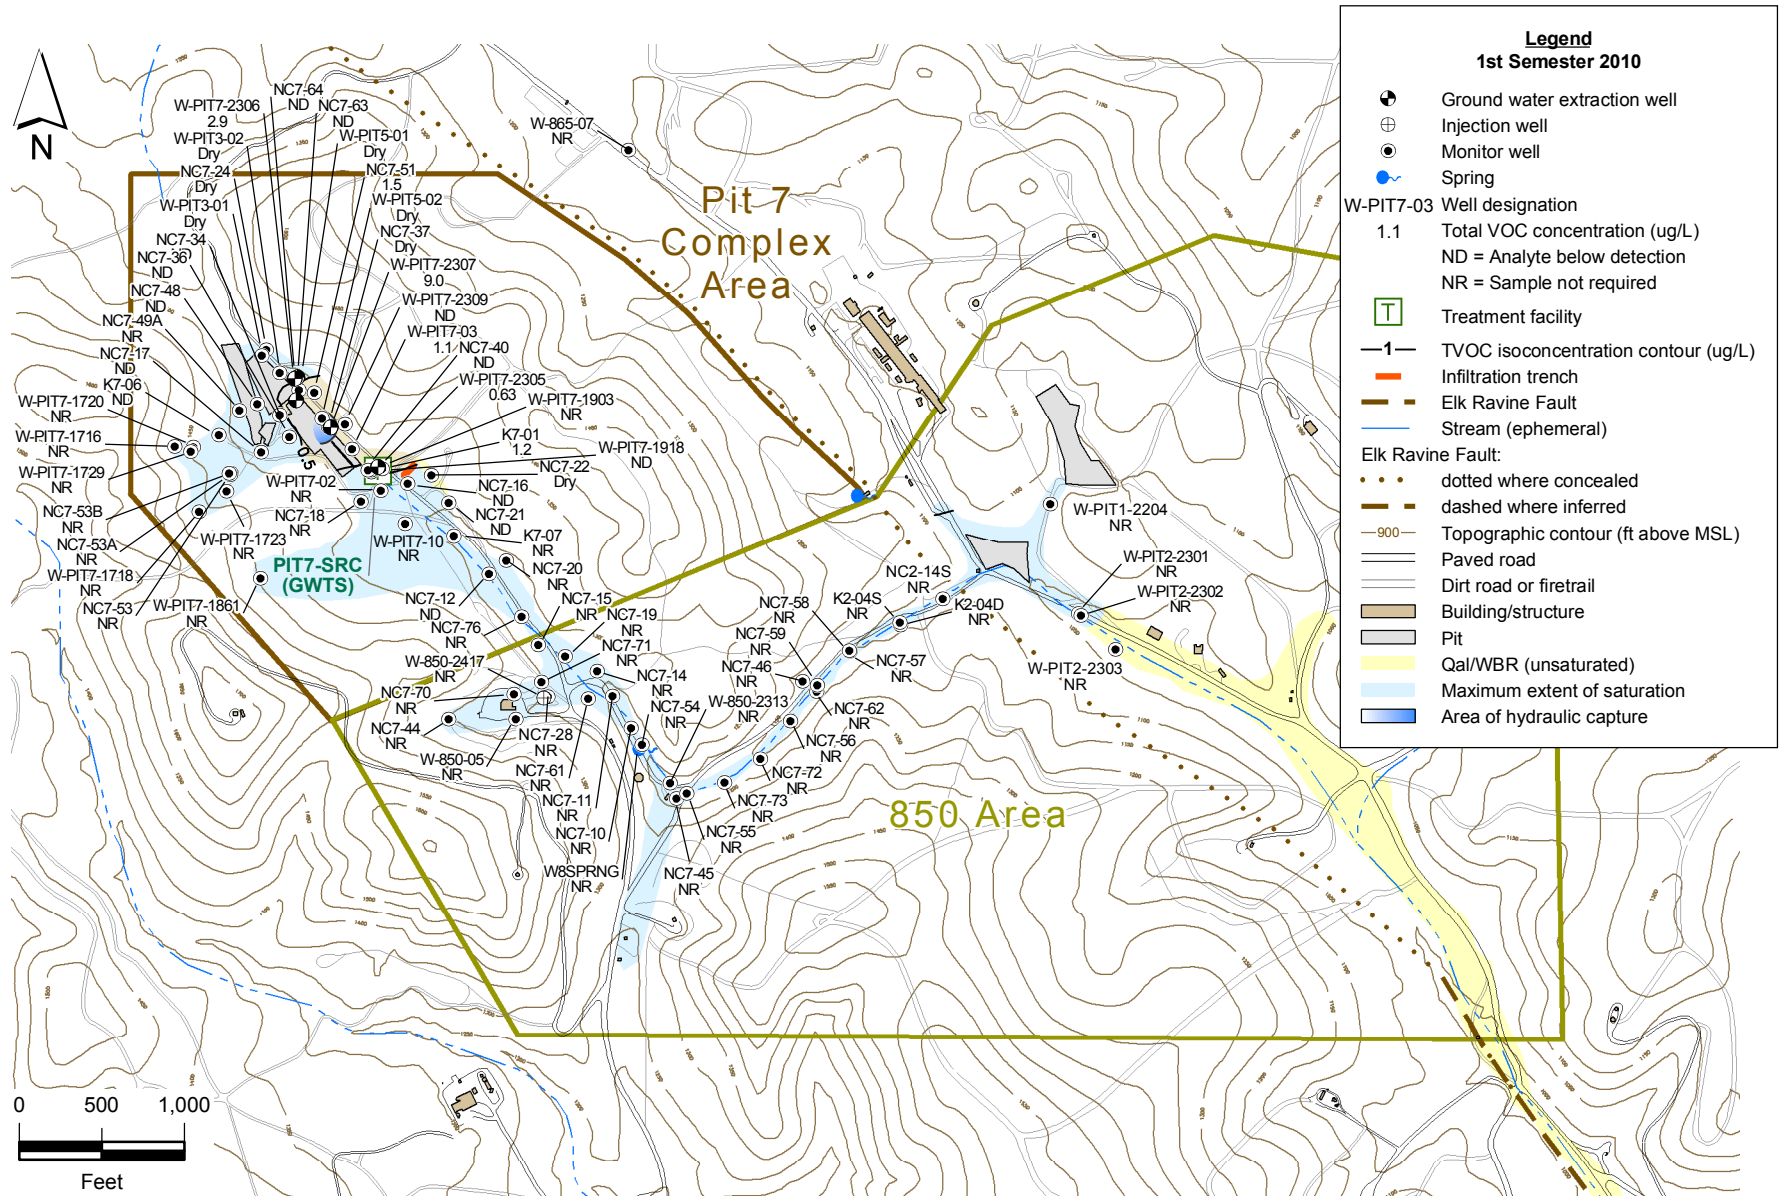 Legend
1st Semester 2010
Ground water extraction well
Injection well
Monitor well
Spring
W-PIT7-03 Well designation
1.1 Total VOC concentration (ug/L)
ND = Analyte below detection
NR = Sample not required
T Treatment facility
1 TVOC isoconcentration contour (ug/L)
Infiltration trench
Elk Ravine Fault
Stream (ephemeral)
Elk Ravine Fault:
dotted where concealed
dashed where inferred
900 Topographic contour (ft above MSL)
Paved road
Dirt road or firetrail
Building/structure
Pit
Qal/WBR (unsaturated)
Maximum extent of saturation
Area of hydraulic capture
N
Pit 7
Complex
Area
850 Area
PIT7-SRC
(GWTS)
0.5
W-865-07
NR
NC7-64
ND
NC7-63
ND
W-PIT7-2306
2.9
W-PIT3-02
Dry
NC7-24
Dry
W-PIT3-01
Dry
NC7-34
NC7-36
ND
NC7-48
ND
NC7-49A
NR
NC7-17
ND
K7-06
ND
W-PIT7-1720
NR
W-PIT7-1716
NR
W-PIT7-1729
NR
NC7-53B
NR
NC7-53A
NR
W-PIT7-1718
NR
NC7-53
NR
W-PIT7-1861
NR
W-PIT7-1723
NR
W-PIT5-01
Dry
NC7-51
1.5
W-PIT5-02
Dry
NC7-37
Dry
W-PIT7-2307
9.0
W-PIT7-2309
ND
W-PIT7-03
1.1
NC7-40
ND
W-PIT7-2305
0.63
W-PIT7-1903
NR
K7-01
1.2
W-PIT7-1918
ND
NC7-22
Dry
NC7-16
ND
NC7-21
ND
W-PIT7-02
NR
NC7-18
NR
W-PIT7-10
NR
K7-07
NR
NC7-20
NR
NC7-15
NR
NC7-12
ND
NC7-76
NR
NC7-19
NR
NC7-71
NR
W-850-2417
NR
NC7-70
NR
NC7-44
NR
W-850-05
NR
NC7-28
NR
NC7-61
NR
NC7-11
NR
NC7-10
NR
W8SPRNG
NR
NC7-14
NR
NC7-54
NR
W-850-2313
NR
NC7-45
NR
NC7-55
NR
NC7-73
NR
NC7-72
NR
NC7-56
NR
NC7-62
NR
NC7-46
NR
NC7-59
NR
NC7-58
NR
NC7-57
NR
K2-04S
NR
K2-04D
NR
NC2-14S
NR
W-PIT1-2204
NR
W-PIT2-2301
NR
W-PIT2-2302
NR
W-PIT2-2303
NR
0 500 1,000
Feet